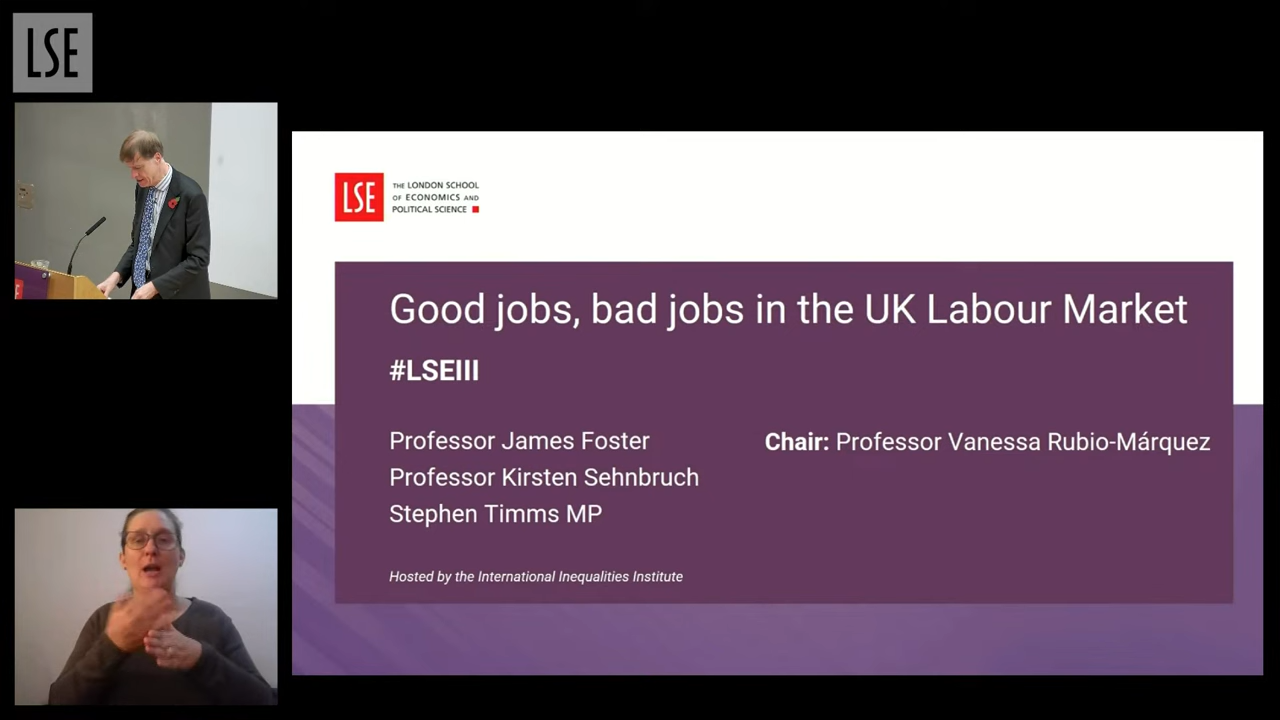 LSE
LSE
THE LONDON SCHOOL
OF ECONOMICS AND
POLITICAL SCIENCE
Good jobs, bad jobs in the UK Labour Market
#LSEIII
Professor James Foster
Professor Kirsten Sehnbruch
Stephen Timms MP
Chair: Professor Vanessa Rubio-Márquez
Hosted by the International Inequalities Institute